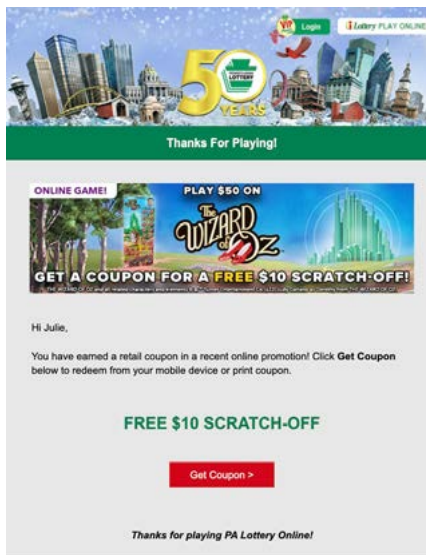 VIP Login
iLottery PLAY ONLINE
50
PENNSYLVANIA
LOTTERY
YEARS
Thanks For Playing!
ONLINE GAME!
PLAY $50 ON
The
WIZARD
of OZ
GET A COUPON FOR A FREE $10 SCRATCH-OFF!
Hi Julie,
You have earned a retail coupon in a recent online promotion! Click Get Coupon
below to redeem from your mobile device or print coupon.
FREE $10 SCRATCH-OFF
Get Coupon >
Thanks for playing PA Lottery Online!